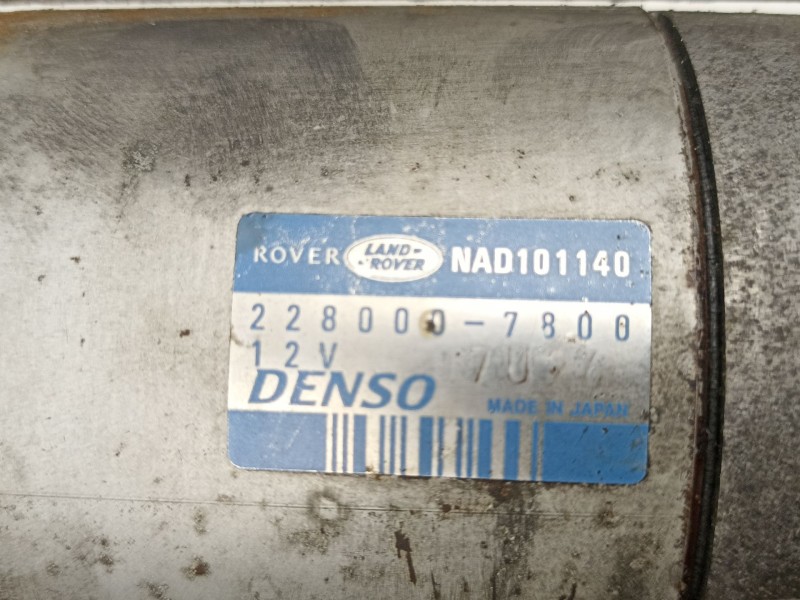 ROVER LAND-ROVER NAD101140
228000-7800
12V
DENSO MADE IN JAPAN